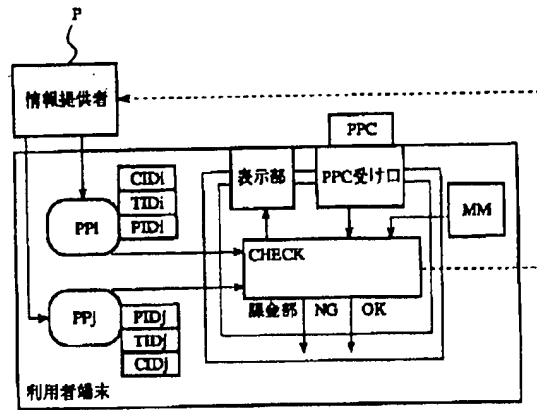 P
情報提供者
PPC
表示部
PPC受け口
MM
CIDi
TIDi
PIDi
PPi
CHECK
課金部
NG
OK
PPj
PIDj
TIDj
CIDj
利用者端末